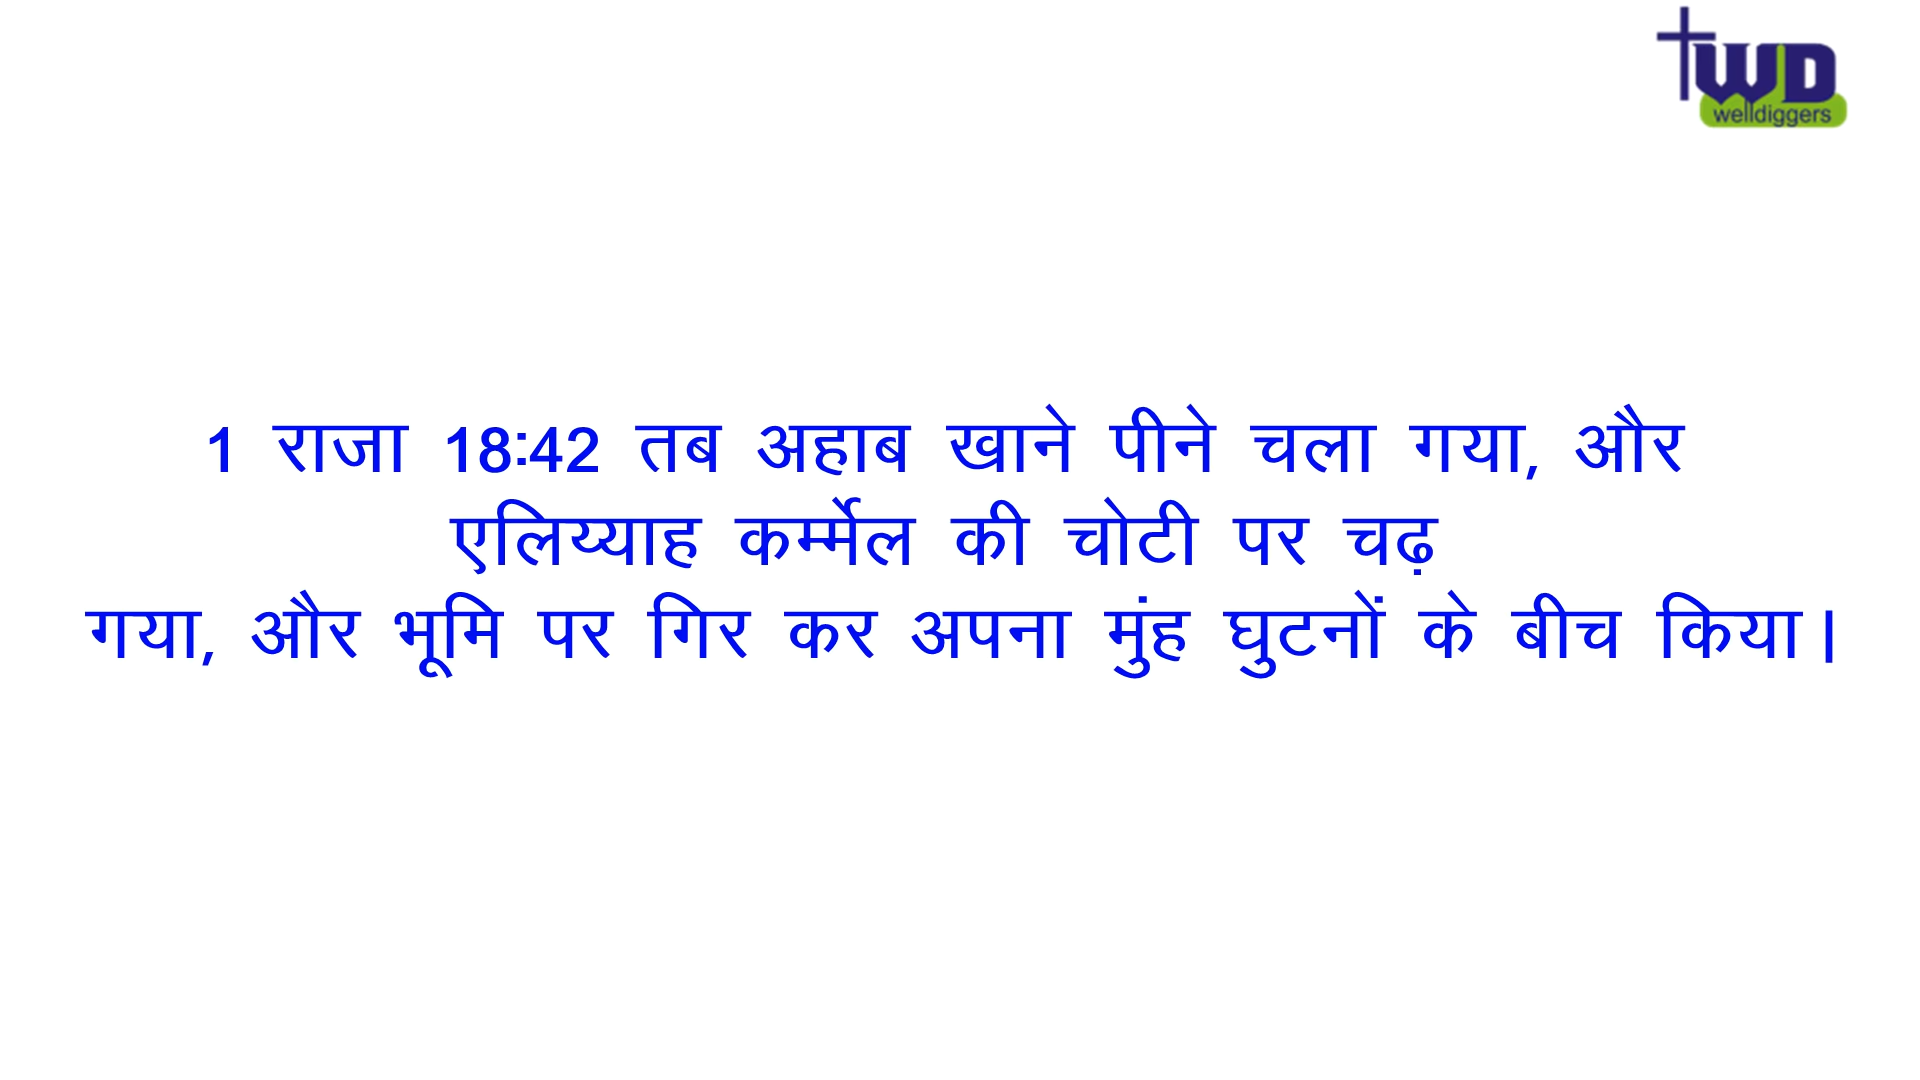 WD
welldiggers
1 राजा 18:42 तब अहाब खाने पीने चला गया, और
एलिय्याह कर्म्मेल की चोटी पर चढ़
गया, और भूमि पर गिर कर अपना मुंह घुटनों के बीच किया।